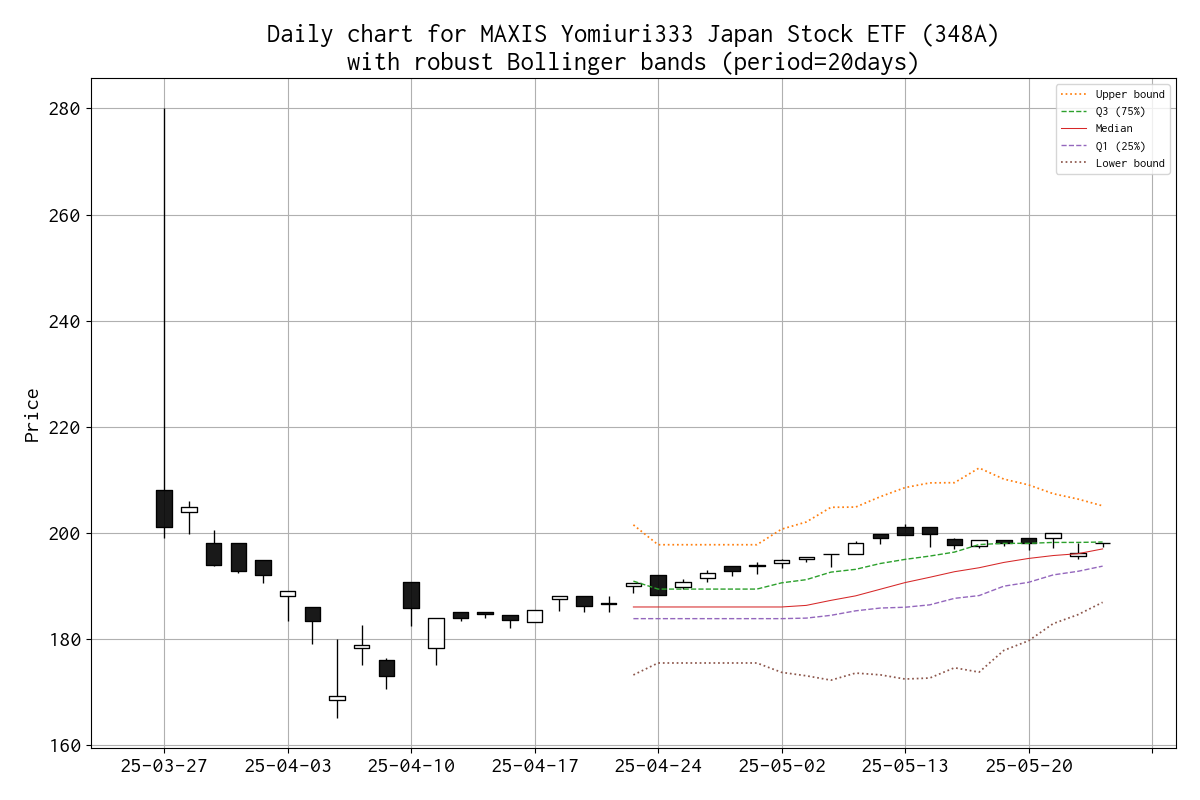 Daily chart for MAXIS Yomiuri333 Japan Stock ETF (348A)
with robust Bollinger bands (period=20days)
Upper bound
Q3 (75%)
Median
Q1 (25%)
Lower bound
280
260
240
220
200
180
160
Price
25-03-27
25-04-03
25-04-10
25-04-17
25-04-24
25-05-02
25-05-13
25-05-20